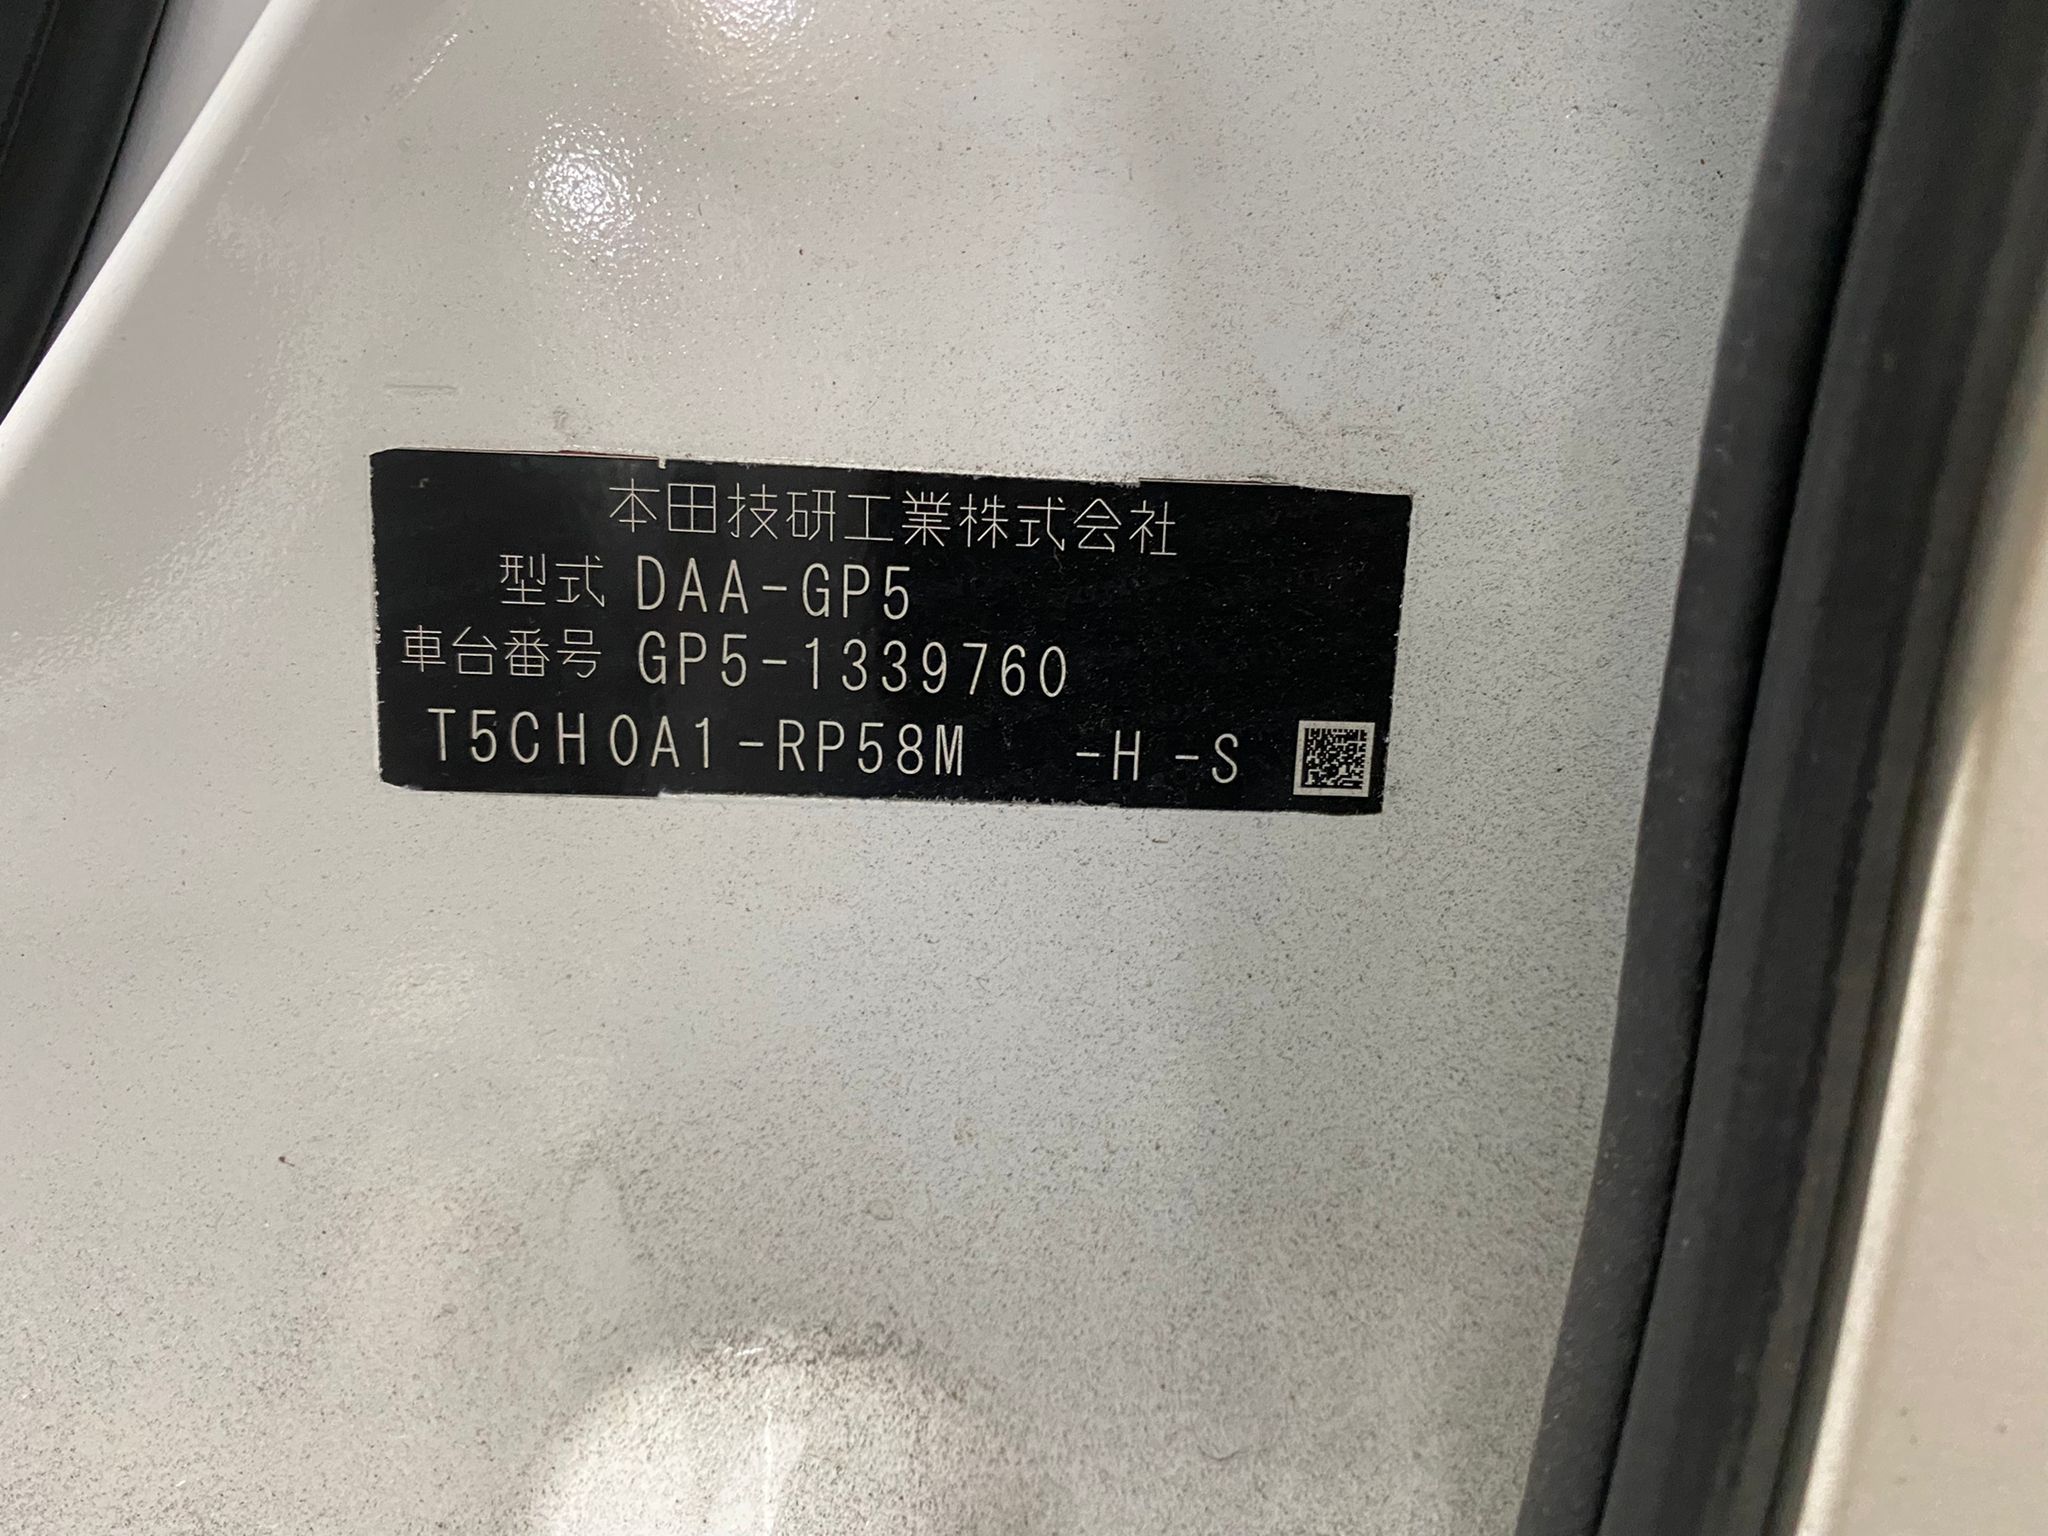 本田技研工業株式会社
型式 DAA-GP5
車台番号 GP5-1339760
T5CH0A1-RP58M -H -S